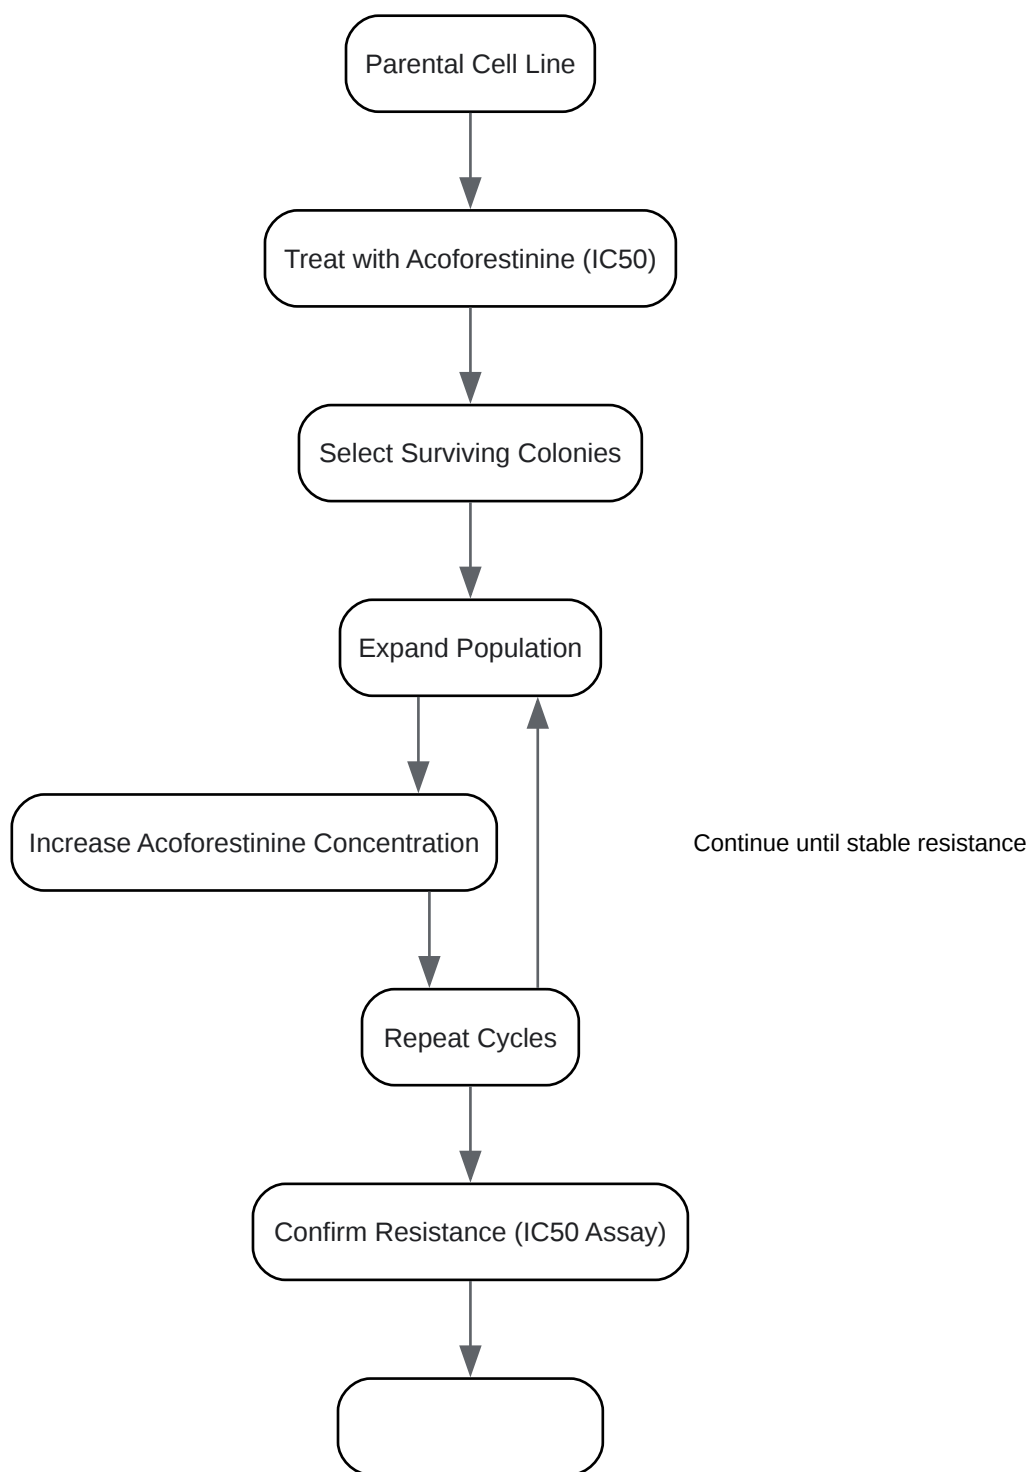 Parental Cell Line
Treat with Acoforestinine (IC50)
Select Surviving Colonies
Expand Population
Increase Acoforestinine Concentration
Continue until stable resistance
Repeat Cycles
Confirm Resistance (IC50 Assay)